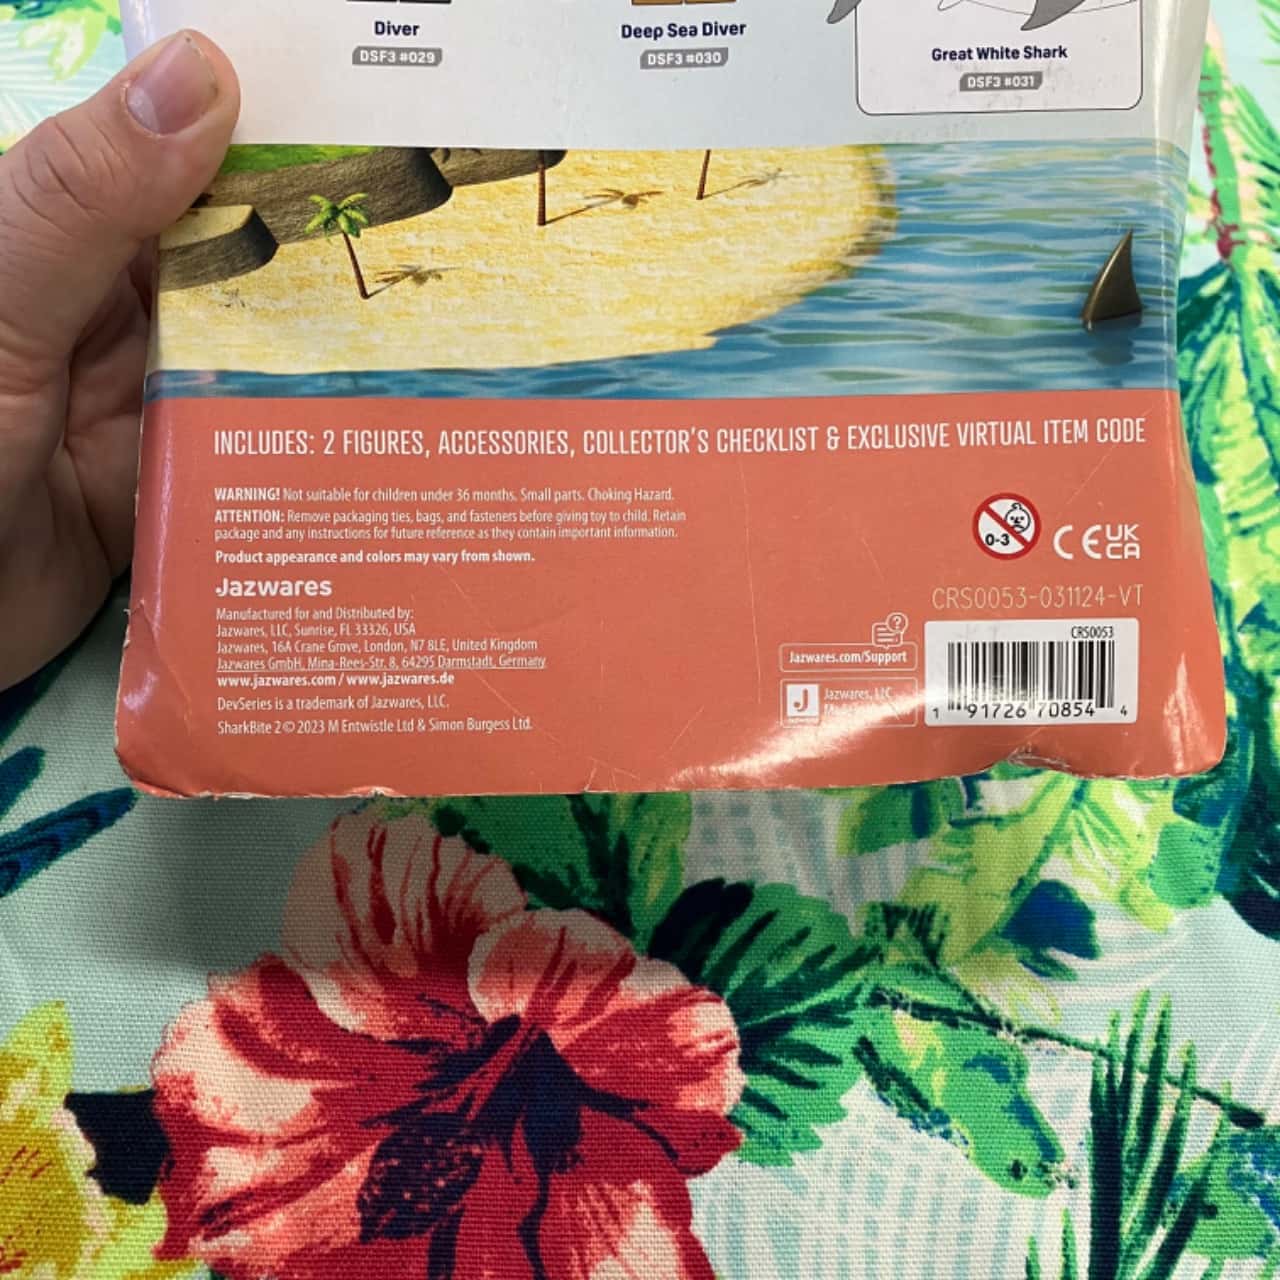 Diver
DSF3 #029
Deep Sea Diver
DSF3 #030
Great White Shark
DSF3 #031
INCLUDES: 2 FIGURES, ACCESSORIES, COLLECTOR'S CHECKLIST & EXCLUSIVE VIRTUAL ITEM CODE
WARNING! Not suitable for children under 36 months. Small parts. Choking Hazard.
ATTENTION: Remove packaging ties, bags, and fasteners before giving toy to child. Retain
package and any instructions for future reference as they contain important information.
Product appearance and colors may vary from shown.
Jazwares
Manufactured for and Distributed by:
Jazwares, LLC, Sunrise, FL 33326, USA
Jazwares, 16A Crane Grove, London, N7 8LE, United Kingdom
Jazwares GmbH, Mina-Rees-Str. 8, 64295 Darmstadt, Germany
www.jazwares.com / www.jazwares.de
DevSeries is a trademark of Jazwares, LLC.
SharkBite 2 © 2023 M Entwistle Ltd & Simon Burgess Ltd.
0-3
CE UK
CA
CRS0053-031124-VT
Jazwares.com/Support
J
Jazwares, LLC
CRS0053
1 91726 70854 4